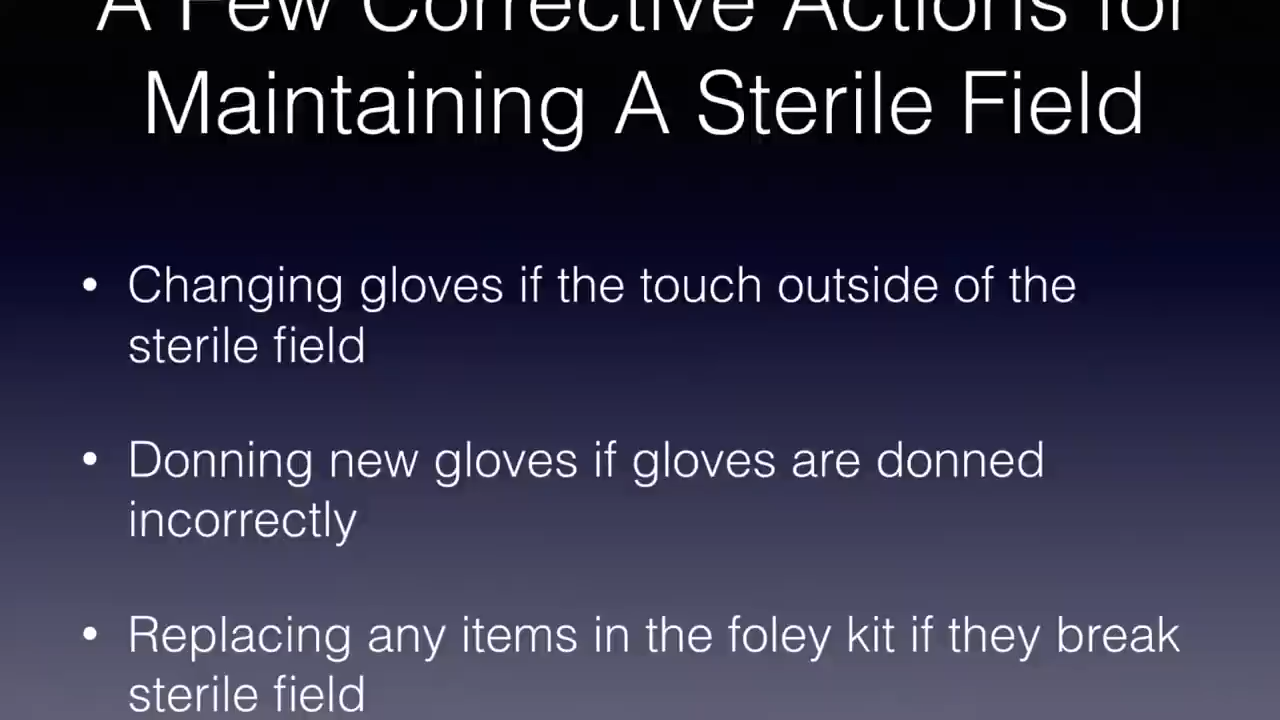 A Few Corrective Actions for
Maintaining A Sterile Field
• Changing gloves if the touch outside of the
sterile field
• Donning new gloves if gloves are donned
incorrectly
• Replacing any items in the foley kit if they break
sterile field